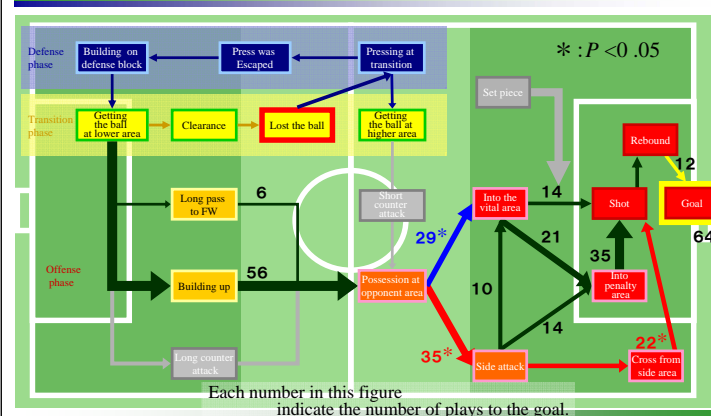 Defense
phase
Building on
defense block
Press was
Escaped
Pressing at
transition
* : P <0 .05
Transition
phase
Getting
the ball
at lower area
Clearance
Lost the ball
Getting
the ball at
higher area
Set piece
Rebound
12
Long pass
to FW
6
Short
counter
attack
Into the
vital area
14
Shot
Goal
64
29*
21
35
Offense
phase
Building up
56
Possession at
opponent area
10
Into
penalty
area
14
Long counter
attack
35*
Side attack
22*
Cross from
side area
Each number in this figure
indicate the number of plays to the goal.